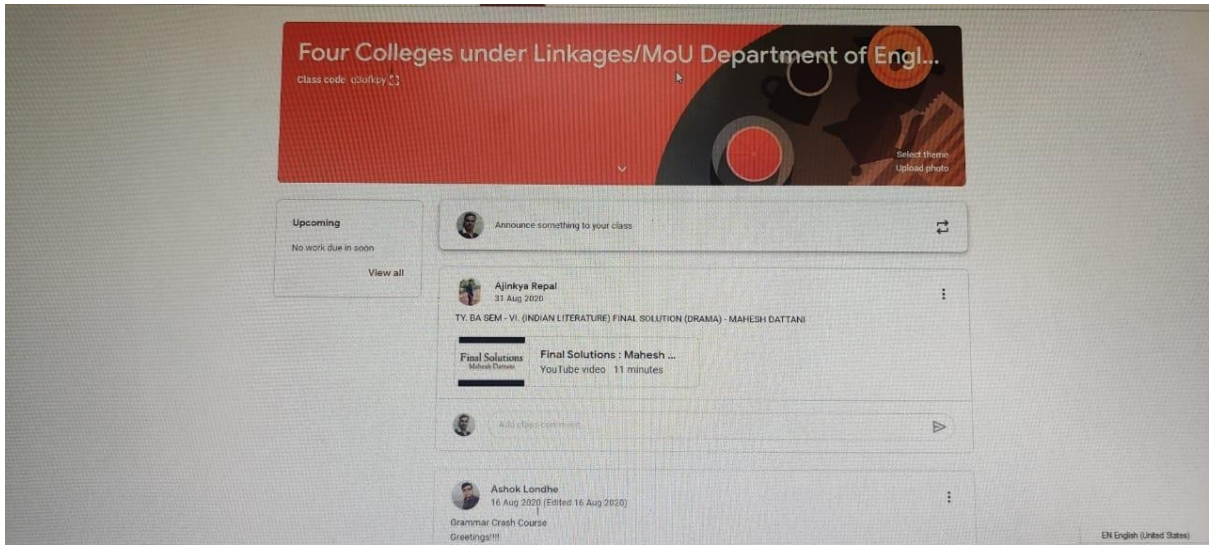 Four Colleges under Linkages/MoU Department of Engl...
Class code q3ofkpy
Select theme
Upload photo
Upcoming
No work due in soon
View all
Announce something to your class
Ajinkya Repal
31 Aug 2020
TY. BA SEM - VI. (INDIAN LITERATURE) FINAL SOLUTION (DRAMA) - MAHESH DATTANI
Final Solutions
Mahesh Dattani
Final Solutions : Mahesh ...
YouTube video 11 minutes
Add class comment...
Ashok Londhe
16 Aug 2020 (Edited 16 Aug 2020)
Grammar Crash Course
Greetings!!!!
EN English (United States)